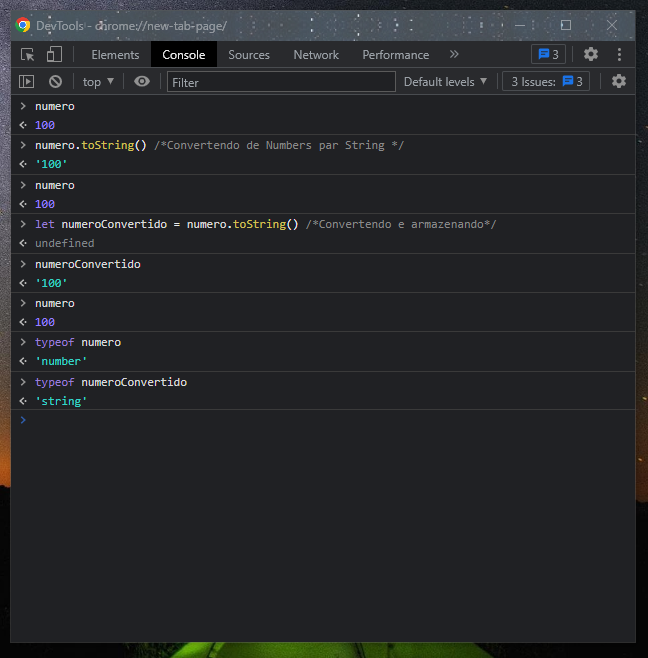 DevTools - chrome://new-tab-page/
Elements Console Sources Network Performance » 3
top ▼ Filter Default levels ▼ 3 Issues: 3
> numero
<· 100
> numero.toString() /*Convertendo de Numbers par String */
<· '100'
> numero
<· 100
> let numeroConvertido = numero.toString() /*Convertendo e armazenando*/
<· undefined
> numeroConvertido
<· '100'
> numero
<· 100
> typeof numero
<· 'number'
> typeof numeroConvertido
<· 'string'
>